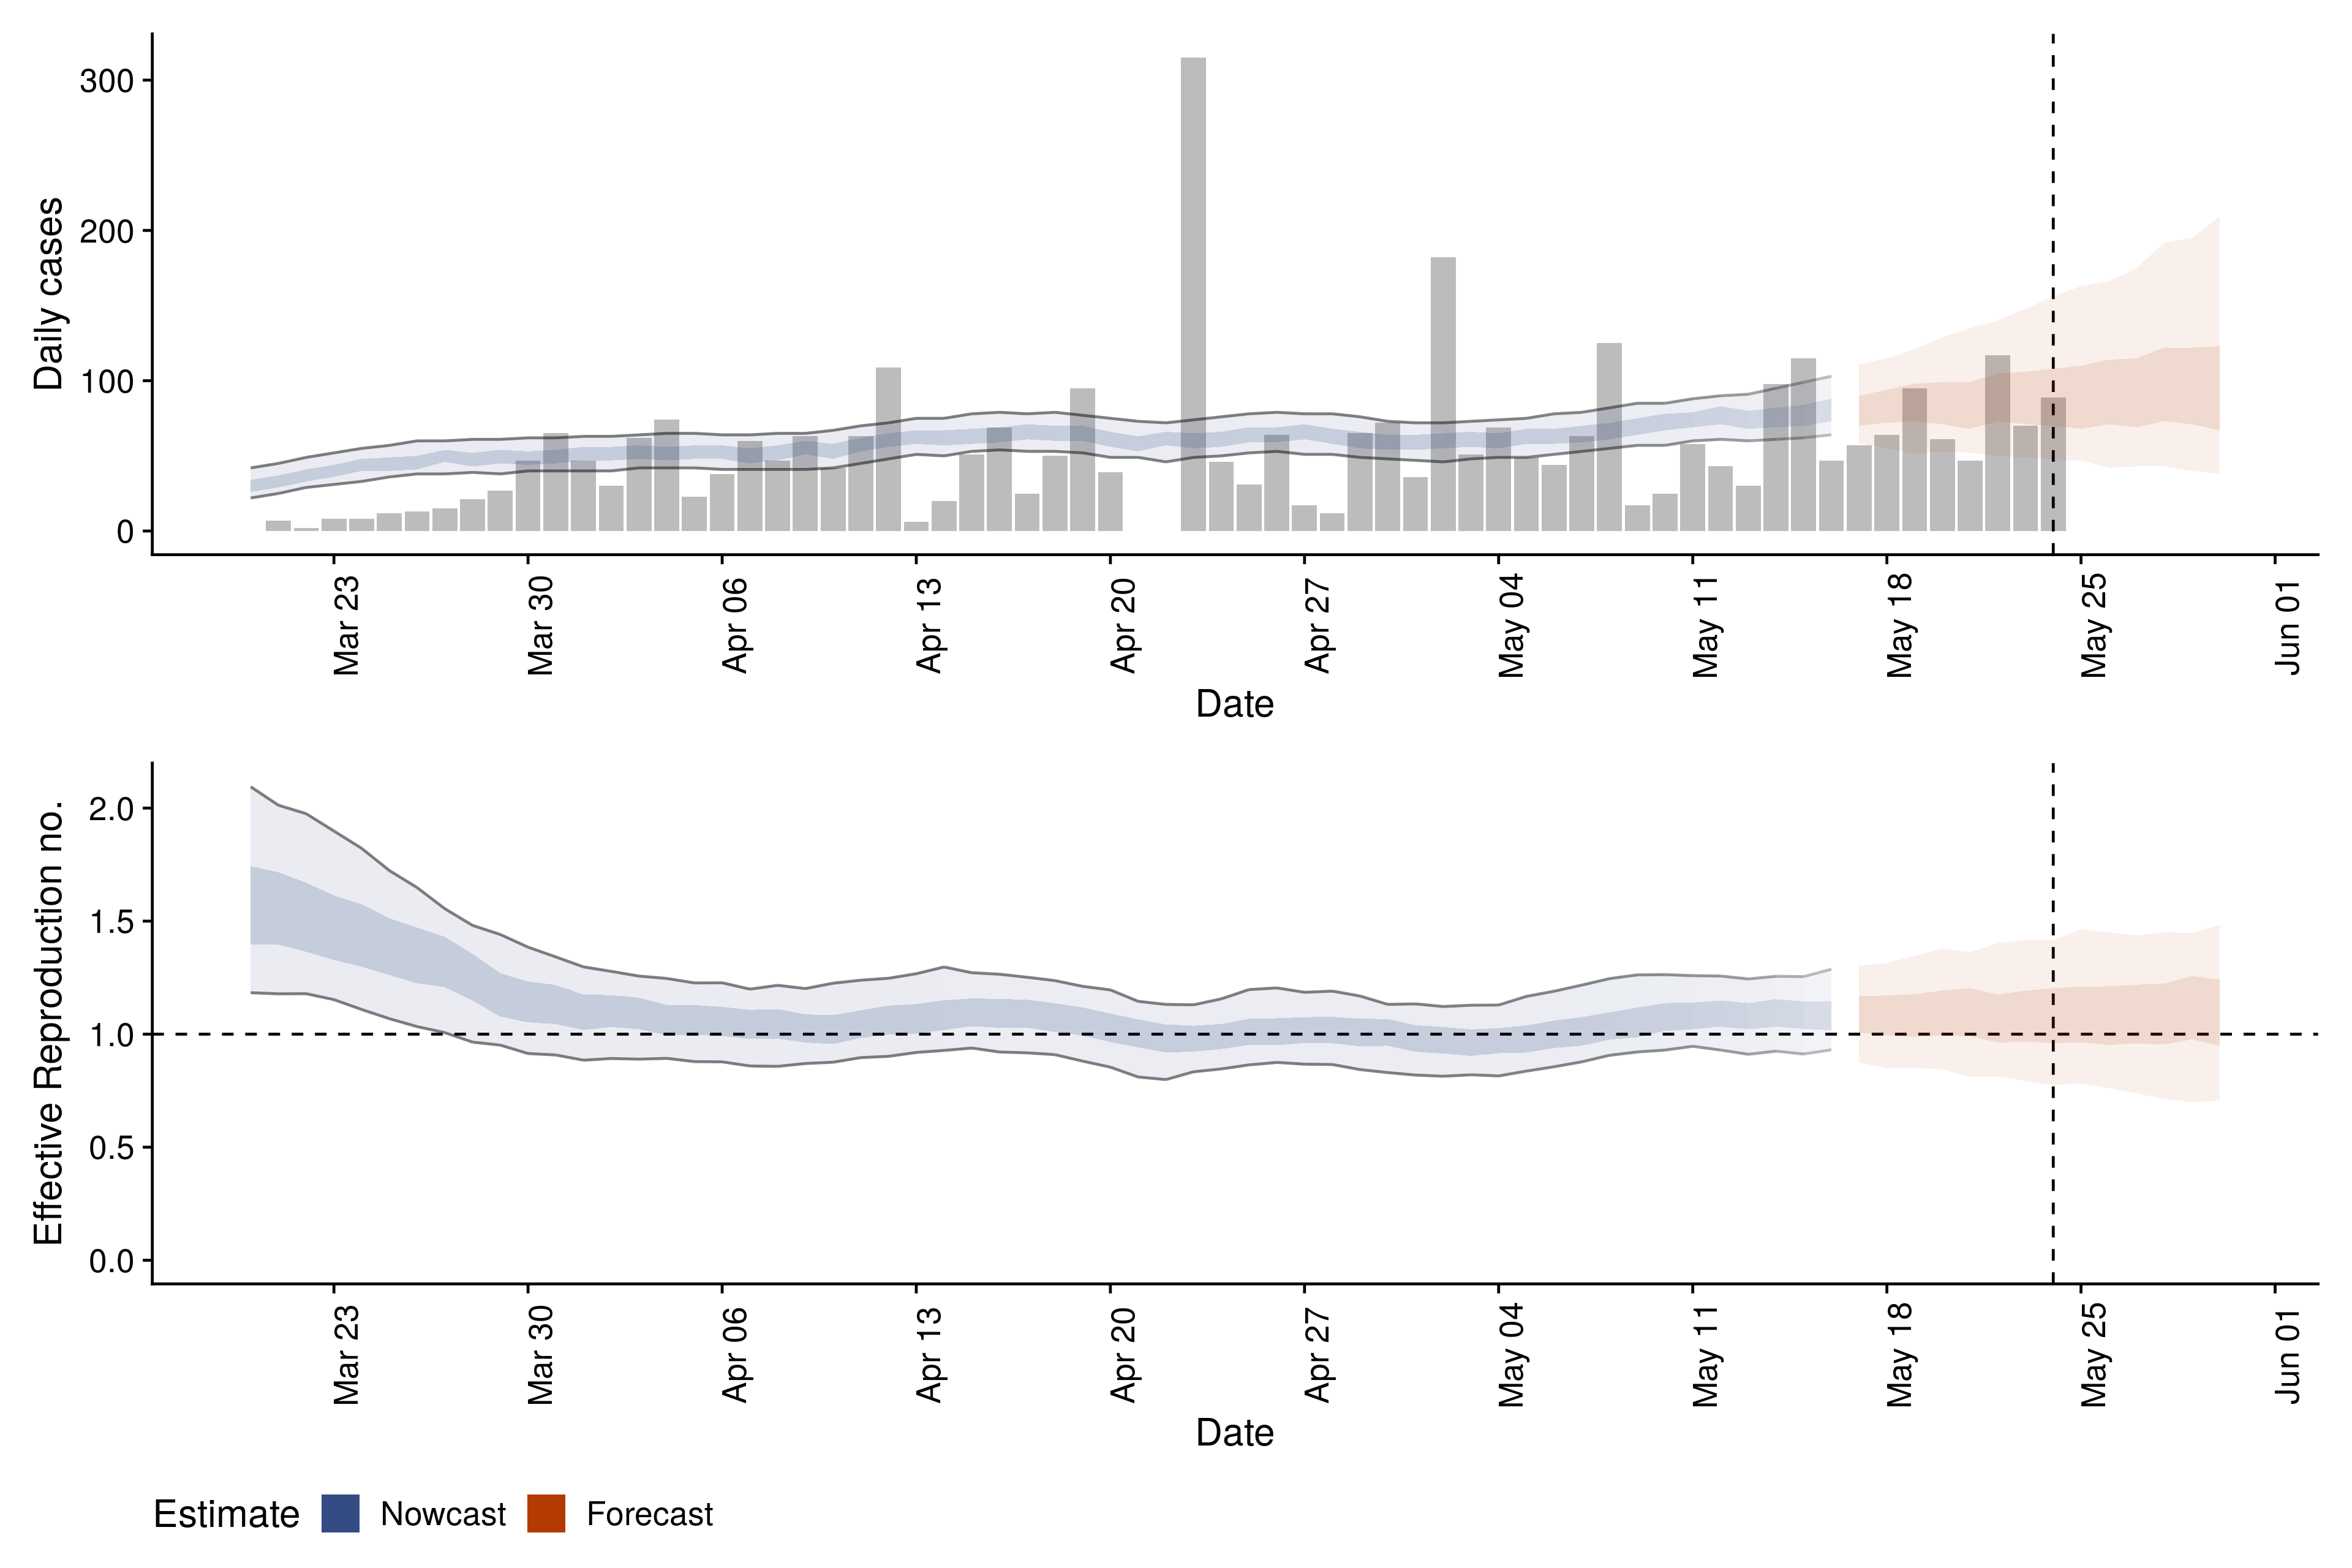 300
200
100
0
Daily cases
Mar 23
Mar 30
Apr 06
Apr 13
Apr 20
Apr 27
May 04
May 11
May 18
May 25
Jun 01
Date
2.0
1.5
1.0
0.5
0.0
Effective Reproduction no.
Mar 23
Mar 30
Apr 06
Apr 13
Apr 20
Apr 27
May 04
May 11
May 18
May 25
Jun 01
Date
Estimate Nowcast Forecast